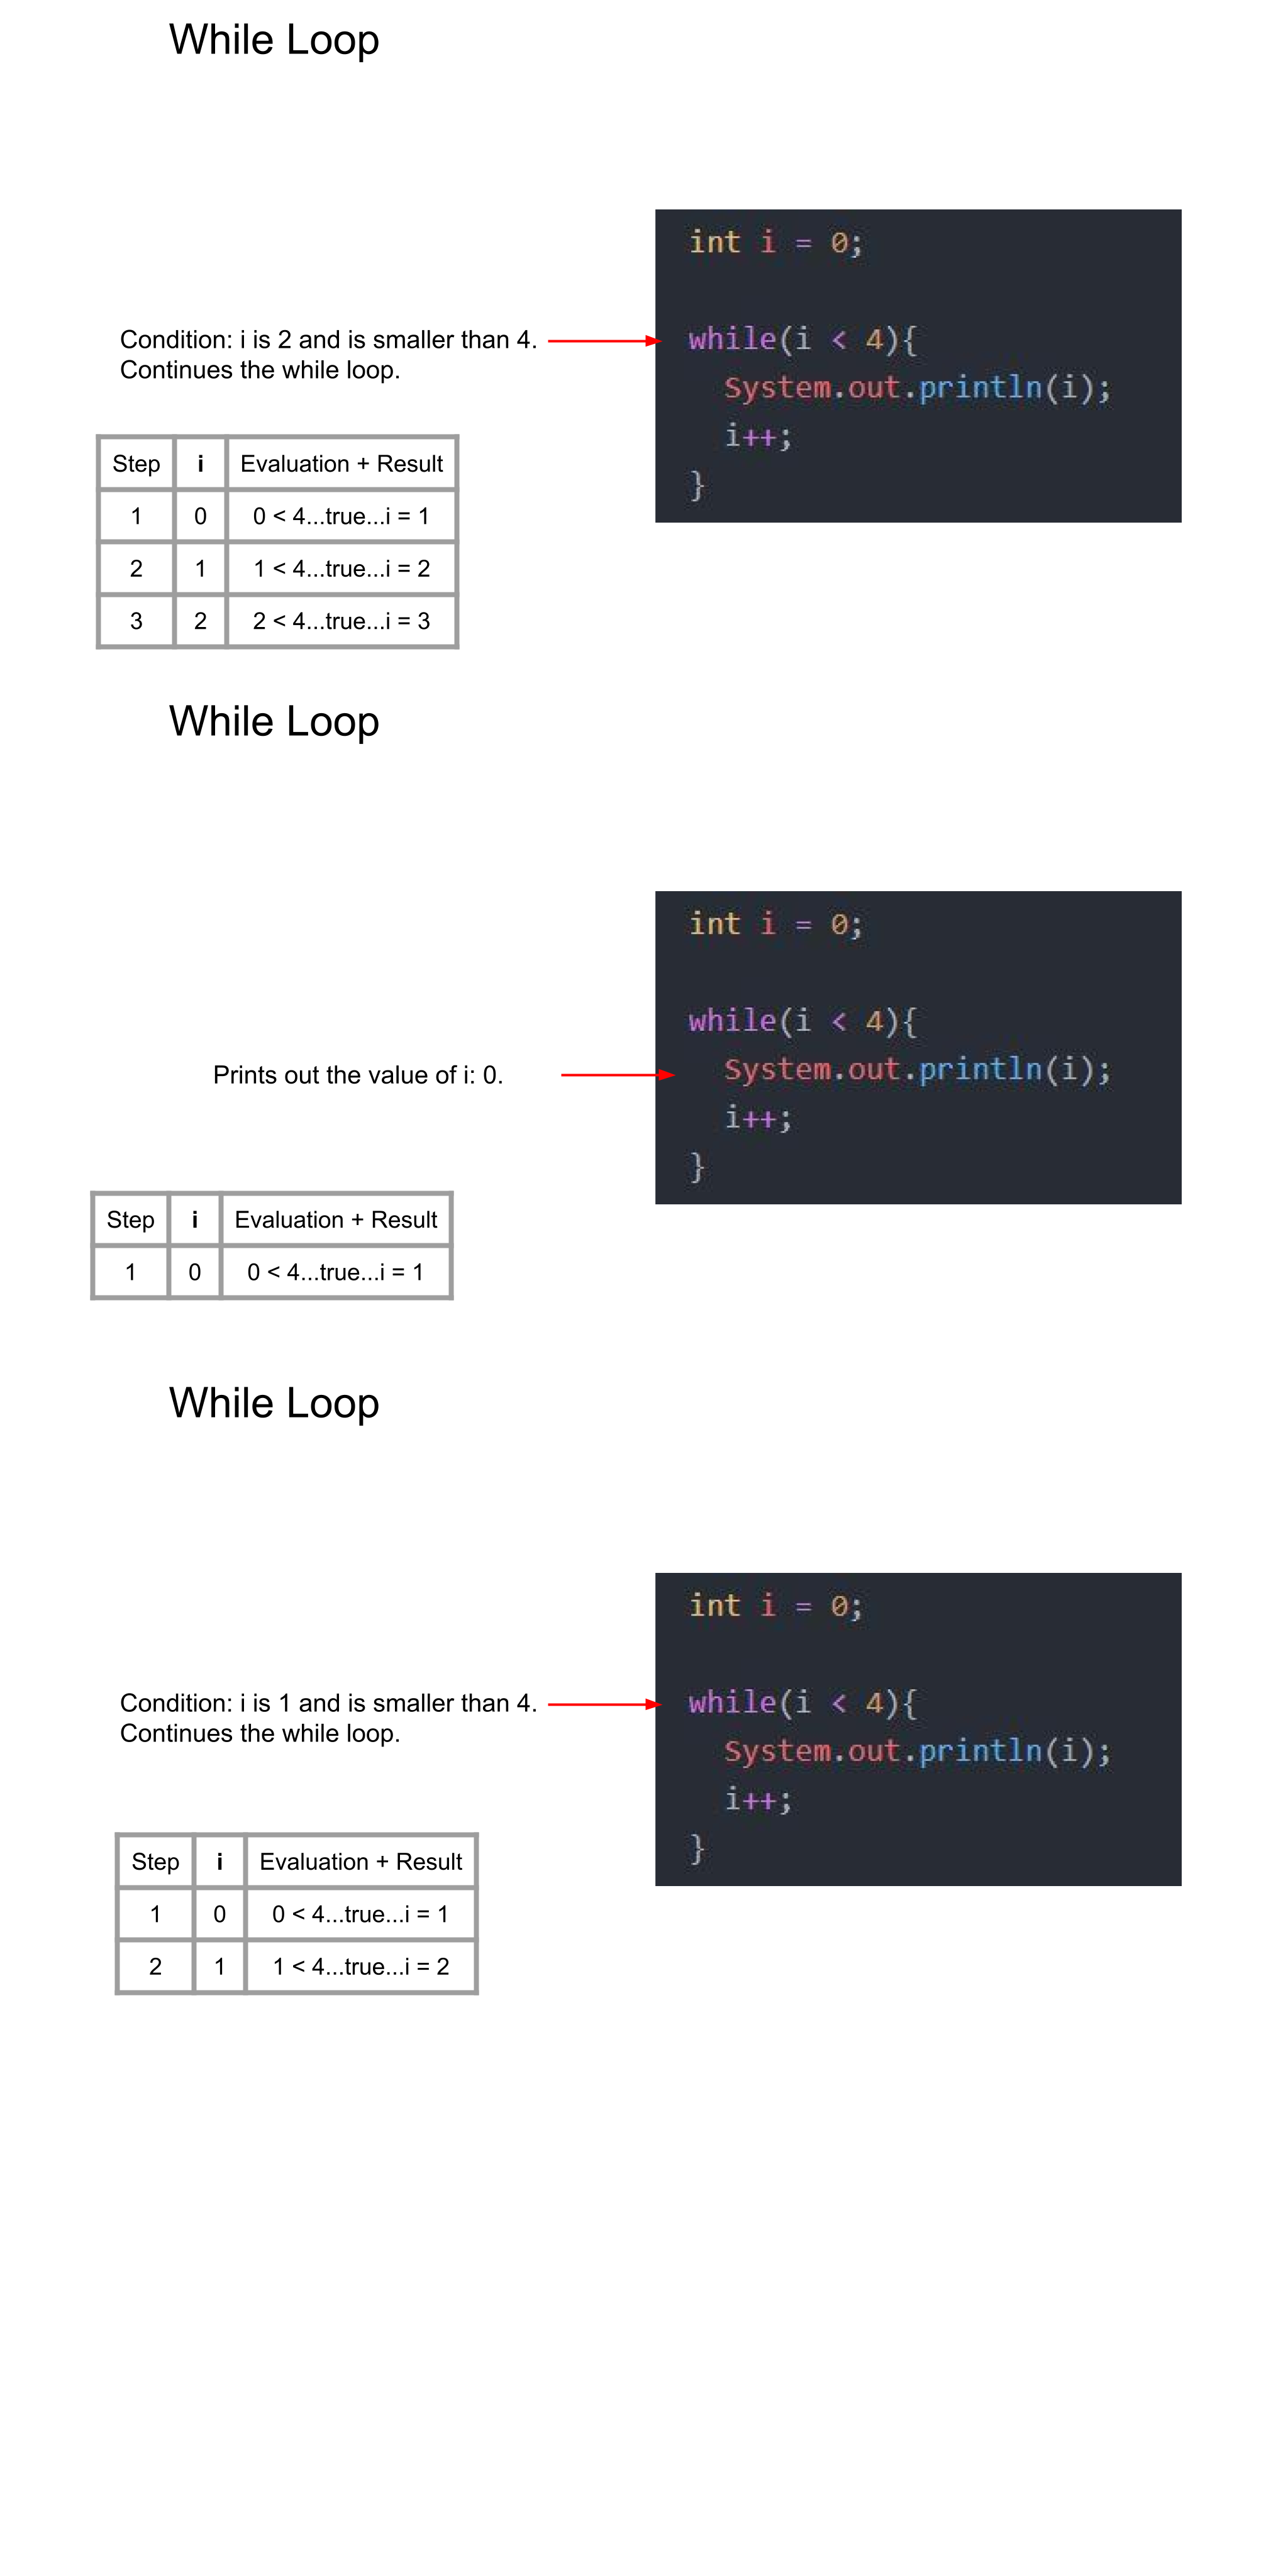 While Loop
int i = 0;
while(i < 4){
System.out.println(i);
i++;
}
Condition: i is 2 and is smaller than 4.
Continues the while loop.
Step i Evaluation + Result
1 0 0 < 4...true...i = 1
2 1 1 < 4...true...i = 2
3 2 2 < 4...true...i = 3
While Loop
int i = 0;
while(i < 4){
System.out.println(i);
i++;
}
Prints out the value of i: 0.
Step i Evaluation + Result
1 0 0 < 4...true...i = 1
While Loop
int i = 0;
while(i < 4){
System.out.println(i);
i++;
}
Condition: i is 1 and is smaller than 4.
Continues the while loop.
Step i Evaluation + Result
1 0 0 < 4...true...i = 1
2 1 1 < 4...true...i = 2